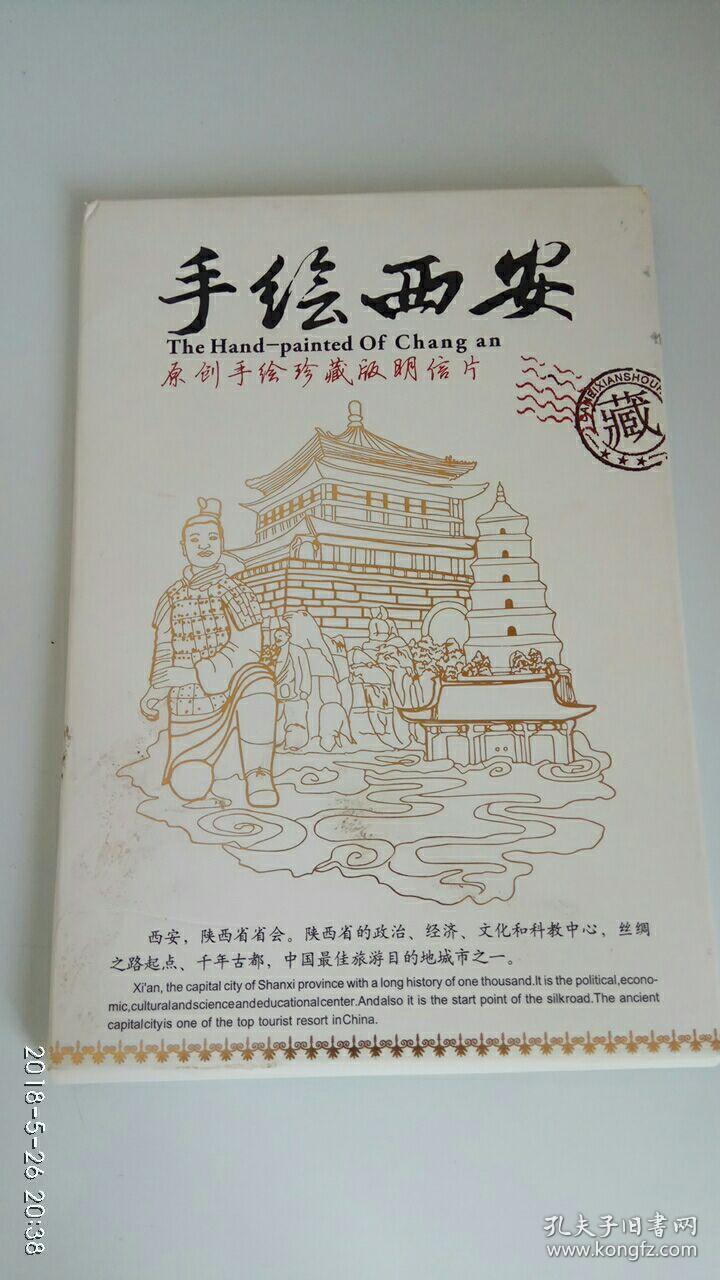 手绘西安
The Hand-painted Of Chang an
原创手绘珍藏版明信片
藏
西安，陕西省省会。陕西省的政治、经济、文化和科教中心，丝绸
之路起点、千年古都，中国最佳旅游目的地城市之一。
Xi'an, the capital city of Shanxi province with a long history of one thousand.It is the political,econo-
mic,culturalandscienceandeducationalcenter.Andalso it is the start point of the silkroad.The ancient
capitalcityis one of the top tourist resort inChina.
2018-5-26 20:38
孔夫子旧書网
www.kongfz.com